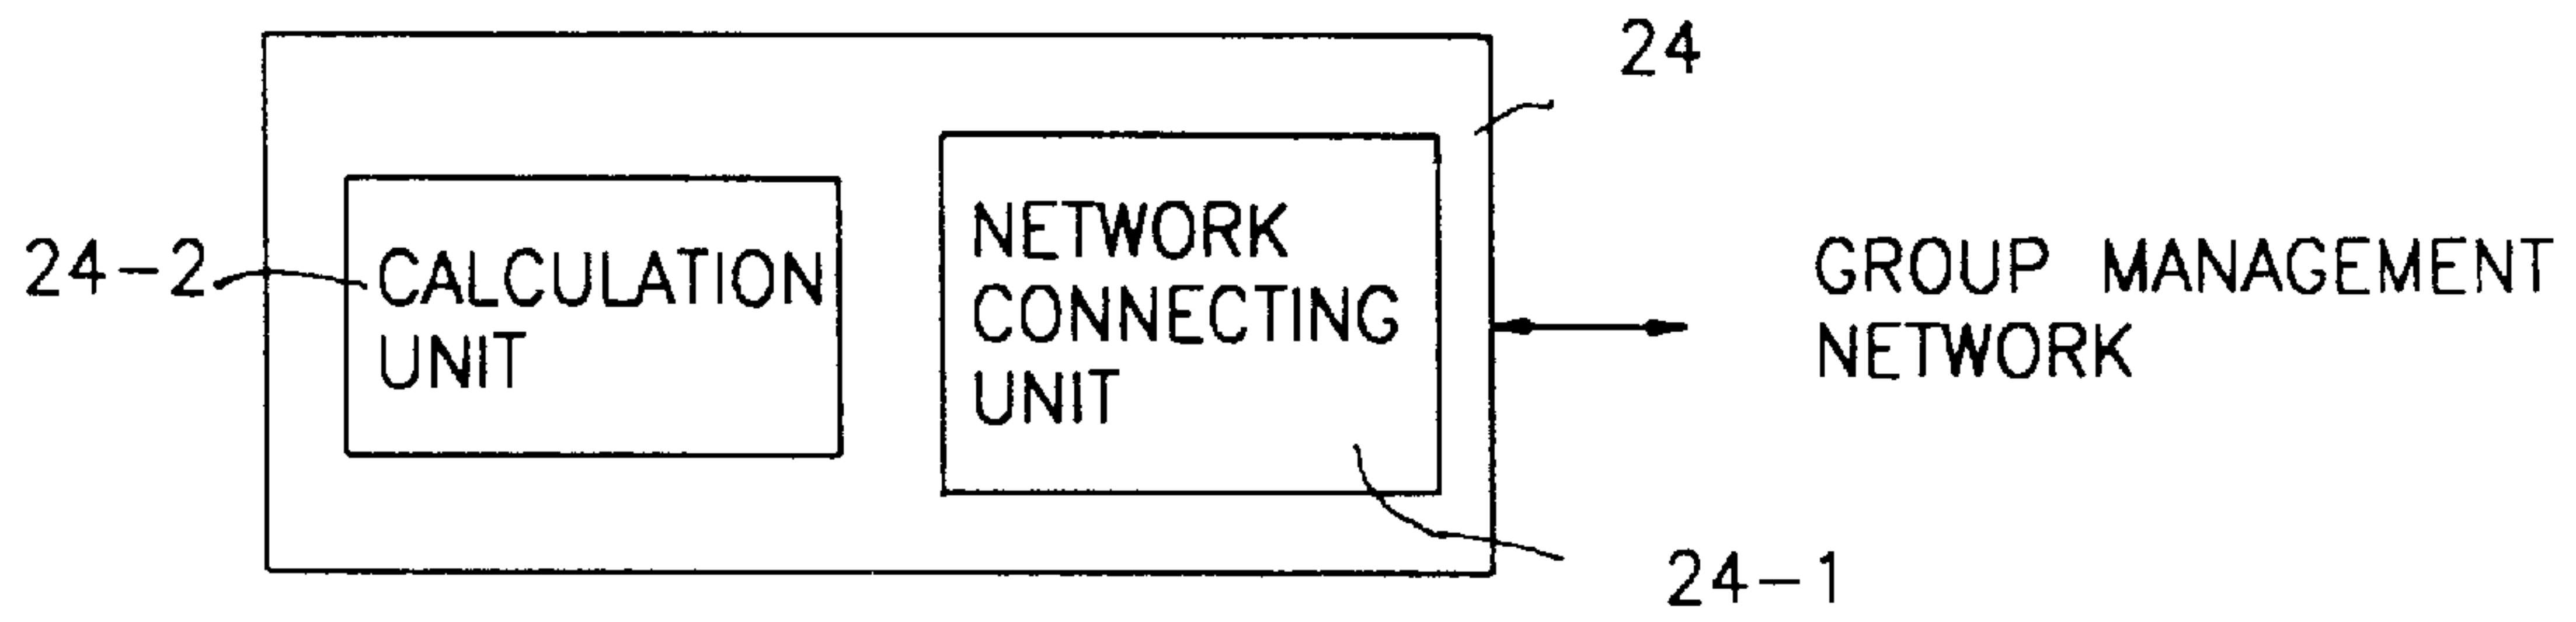 24
24-2
CALCULATION
UNIT
NETWORK
CONNECTING
UNIT
GROUP MANAGEMENT
NETWORK
24-1